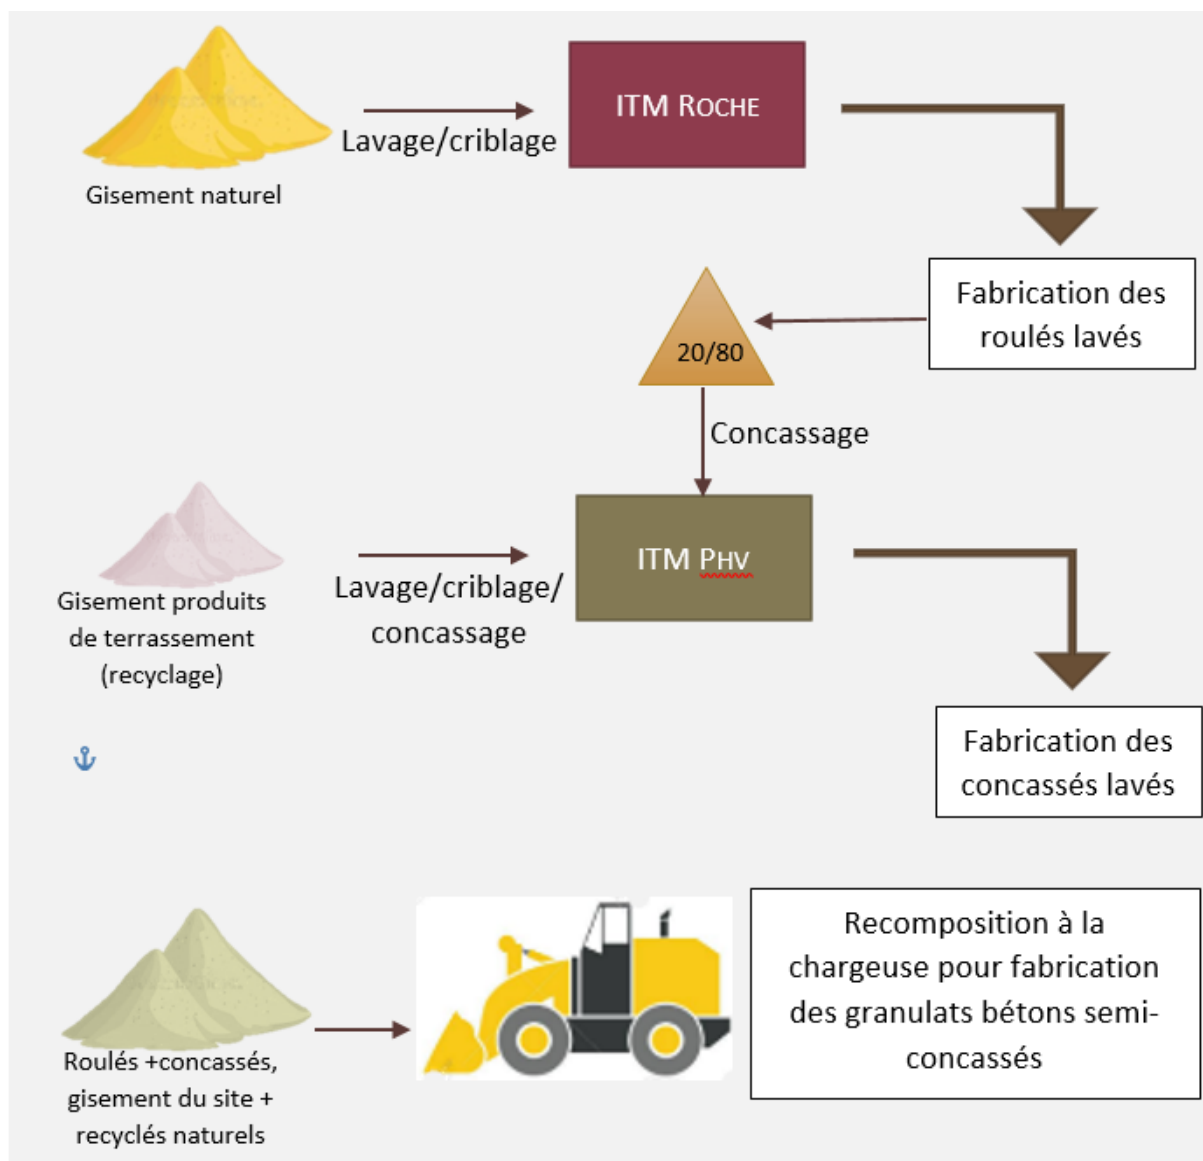 ITM ROCHE
Lavage/criblage
Gisement naturel
Fabrication des
roulés lavés
20/80
Concassage
ITM PHV
Lavage/criblage/
concassage
Gisement produits
de terrassement
(recyclage)
Fabrication des
concassés lavés
Recomposition à la
chargeuse pour fabrication
des granulats bétons semi-
concassés
Roulés +concassés,
gisement du site +
recyclés naturels